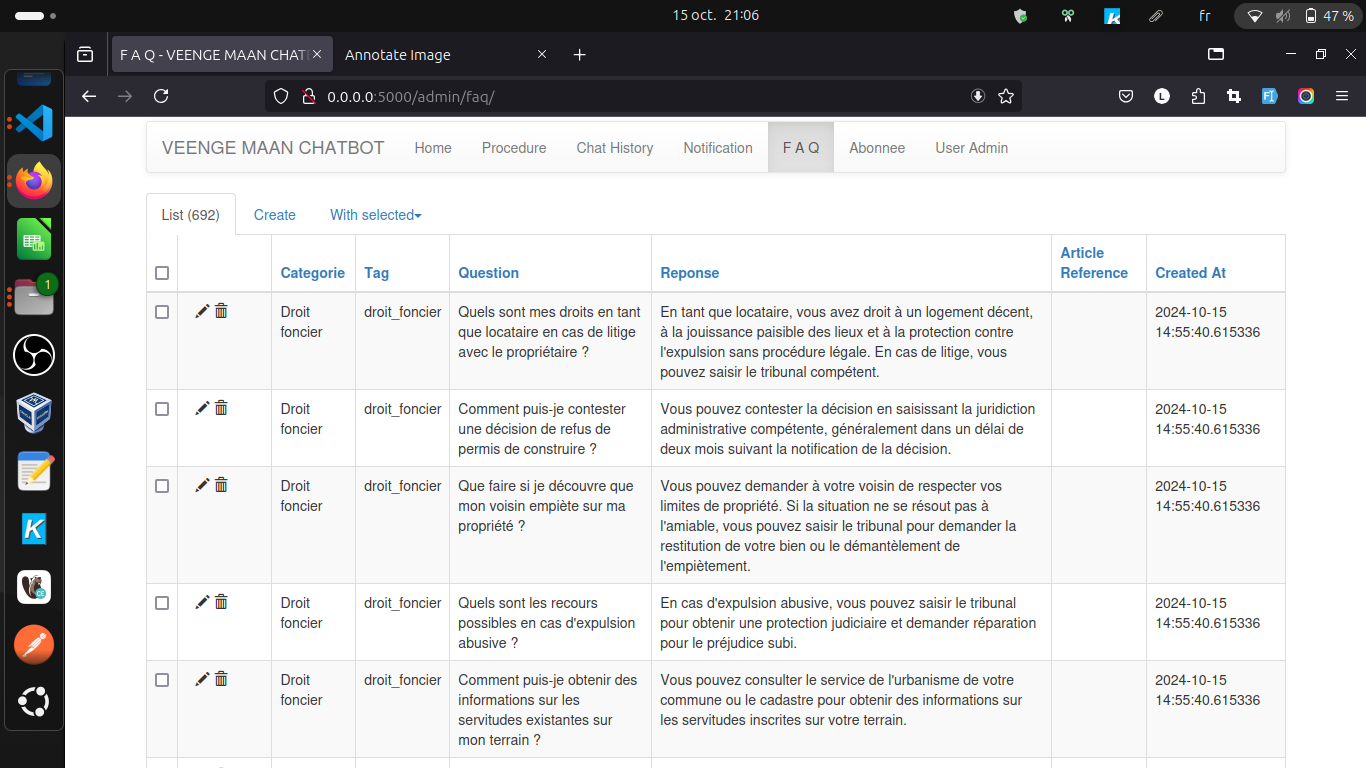 15 oct. 21:06
fr
47 %
F A Q - VEENGE MAAN CHAT
Annotate Image
0.0.0.0:5000/admin/faq/
L
1
VEENGE MAAN CHATBOT
Home
Procedure
Chat History
Notification
F A Q
Abonnee
User Admin
List (692)
Create
With selected
Categorie
Tag
Question
Reponse
Article
Reference
Created At
Droit
foncier
droit_foncier
Quels sont mes droits en tant
que locataire en cas de litige
avec le propriétaire ?
En tant que locataire, vous avez droit à un logement décent,
à la jouissance paisible des lieux et à la protection contre
l'expulsion sans procédure légale. En cas de litige, vous
pouvez saisir le tribunal compétent.
2024-10-15
14:55:40.615336
Droit
foncier
droit_foncier
Comment puis-je contester
une décision de refus de
permis de construire ?
Vous pouvez contester la décision en saisissant la juridiction
administrative compétente, généralement dans un délai de
deux mois suivant la notification de la décision.
2024-10-15
14:55:40.615336
Droit
foncier
droit_foncier
Que faire si je découvre que
mon voisin empiète sur ma
propriété ?
Vous pouvez demander à votre voisin de respecter vos
limites de propriété. Si la situation ne se résout pas à
l'amiable, vous pouvez saisir le tribunal pour demander la
restitution de votre bien ou le démantèlement de
l'empiètement.
2024-10-15
14:55:40.615336
Droit
foncier
droit_foncier
Quels sont les recours
possibles en cas d'expulsion
abusive ?
En cas d'expulsion abusive, vous pouvez saisir le tribunal
pour obtenir une protection judiciaire et demander réparation
pour le préjudice subi.
2024-10-15
14:55:40.615336
Droit
foncier
droit_foncier
Comment puis-je obtenir des
informations sur les
servitudes existantes sur
mon terrain ?
Vous pouvez consulter le service de l'urbanisme de votre
commune ou le cadastre pour obtenir des informations sur
les servitudes inscrites sur votre terrain.
2024-10-15
14:55:40.615336